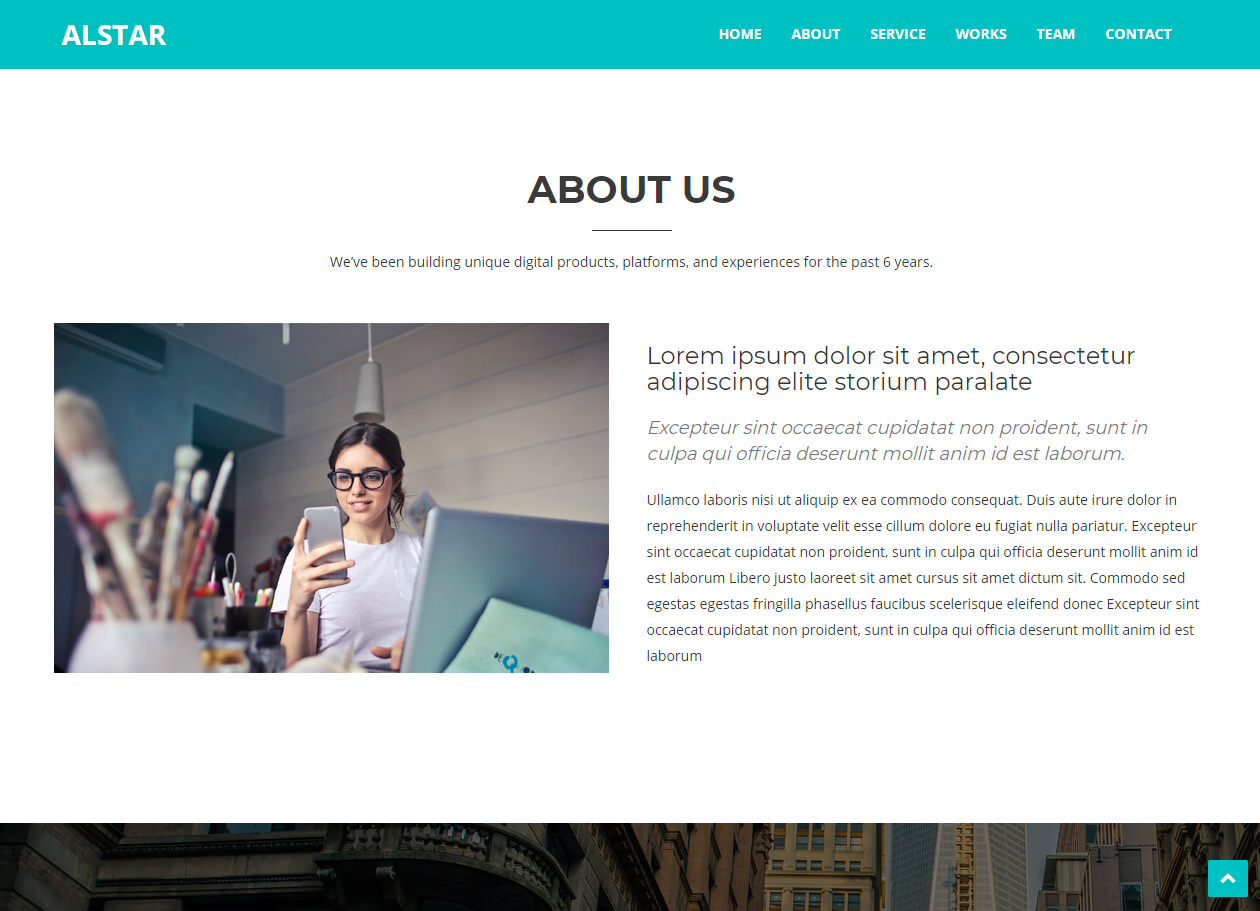 ALSTAR
HOME ABOUT SERVICE WORKS TEAM CONTACT
ABOUT US
We’ve been building unique digital products, platforms, and experiences for the past 6 years.
Lorem ipsum dolor sit amet, consectetur
adipiscing elite storium paralate
Excepteur sint occaecat cupidatat non proident, sunt in
culpa qui officia deserunt mollit anim id est laborum.
Ullamco laboris nisi ut aliquip ex ea commodo consequat. Duis aute irure dolor in
reprehenderit in voluptate velit esse cillum dolore eu fugiat nulla pariatur. Excepteur
sint occaecat cupidatat non proident, sunt in culpa qui officia deserunt mollit anim id
est laborum Libero justo laoreet sit amet cursus sit amet dictum sit. Commodo sed
egestas egestas fringilla phasellus faucibus scelerisque eleifend donec Excepteur sint
occaecat cupidatat non proident, sunt in culpa qui officia deserunt mollit anim id est
laborum